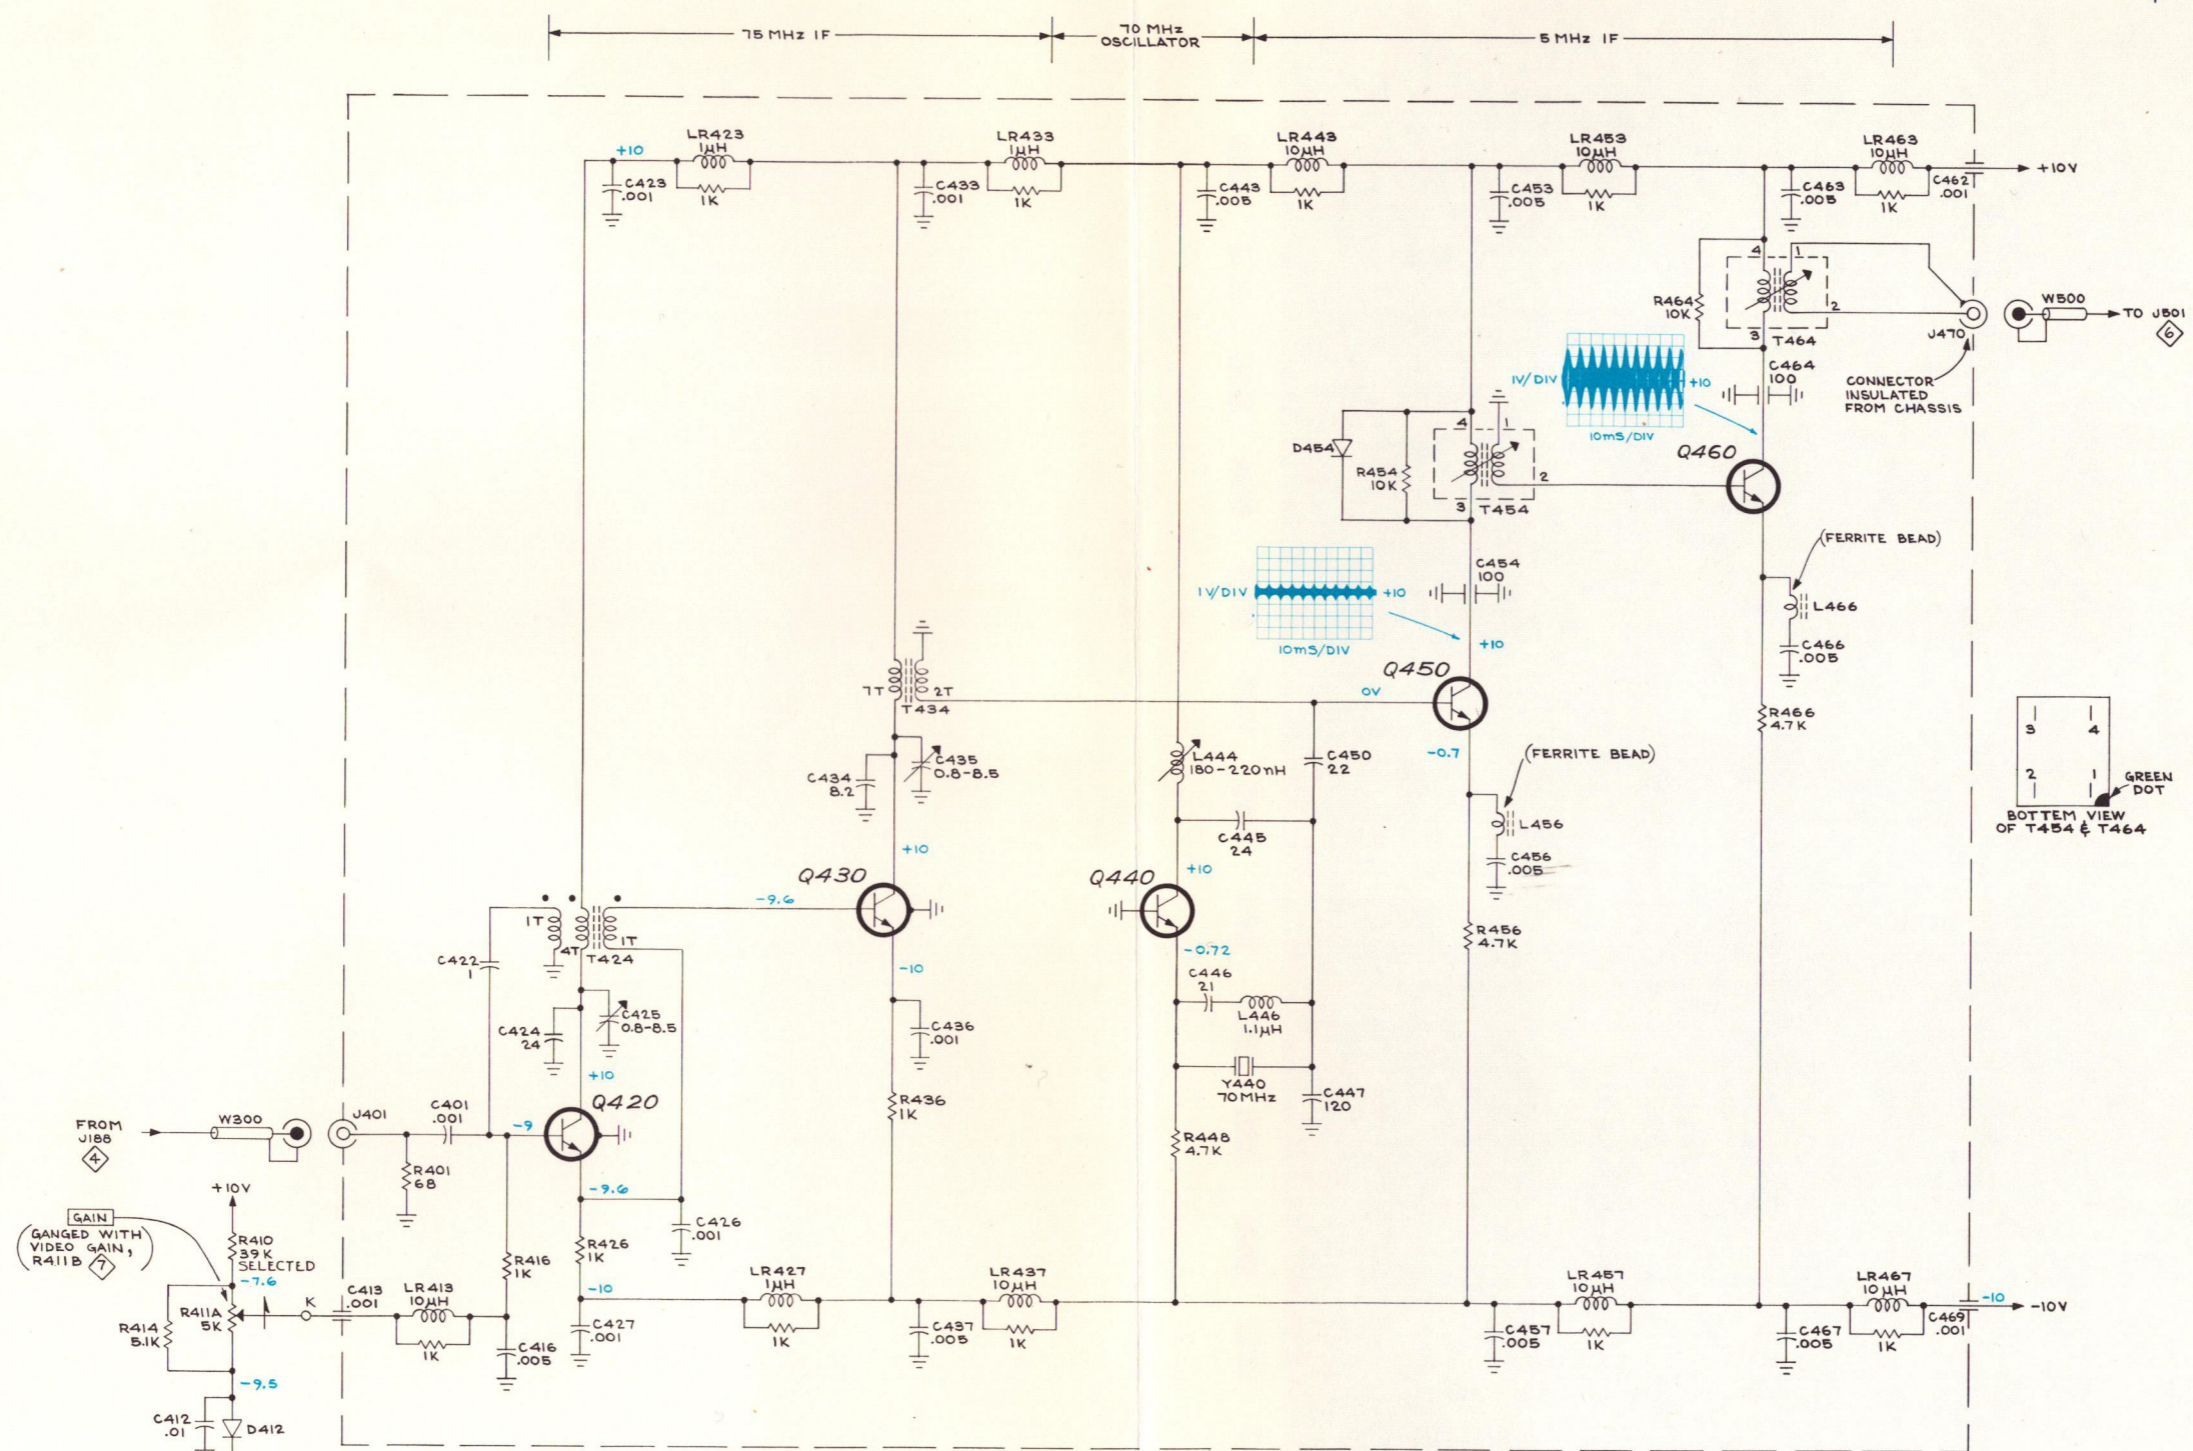 75 MHz IF
70 MHz
OSCILLATOR
5 MHz IF
LR423
1µH
LR433
1µH
LR443
10µH
LR453
10µH
LR463
10µH
+10
C423
.001
1K
C433
.001
1K
C443
.005
1K
C453
.005
1K
C463
.005
1K
C462
.001
+10V
4
1
R464
10K
2
3
T464
J470
W500
TO J501
6
CONNECTOR
INSULATED
FROM CHASSIS
1V/DIV
+10
10mS/DIV
C464
100
Q460
D454
R454
10K
4
1
2
3
T454
(FERRITE BEAD)
L466
C466
.005
C454
100
1V/DIV
+10
10mS/DIV
+10
Q450
0V
-0.7
7T
2T
T434
R466
4.7K
3
4
2
1
GREEN
DOT
BOTTEM VIEW
OF T454 & T464
C434
8.2
C435
0.8-8.5
L444
180-220nH
C450
22
(FERRITE BEAD)
L456
C456
.005
C445
24
+10
Q430
-9.6
-10
+10
Q440
-0.72
R456
4.7K
1T
4T
T424
1T
C422
1
C424
24
C425
0.8-8.5
C436
.001
C446
21
L446
1.1µH
Y440
70MHz
C447
120
+10
Q420
R436
1K
R448
4.7K
FROM
J188
4
W300
J401
C401
.001
-9
R401
68
-9.6
C426
.001
+10V
GAIN
(GANGED WITH
VIDEO GAIN,
R411B 7)
R410
39K
SELECTED
-7.6
R411A
5K
R414
5.1K
K
C413
.001
LR413
10µH
1K
R416
1K
C416
.005
R426
1K
-10
C427
.001
LR427
1µH
1K
C437
.005
LR437
10µH
1K
C457
.005
LR457
10µH
1K
C467
.005
LR467
10µH
1K
C469
.001
-10
-10V
-9.5
C412
.01
D412